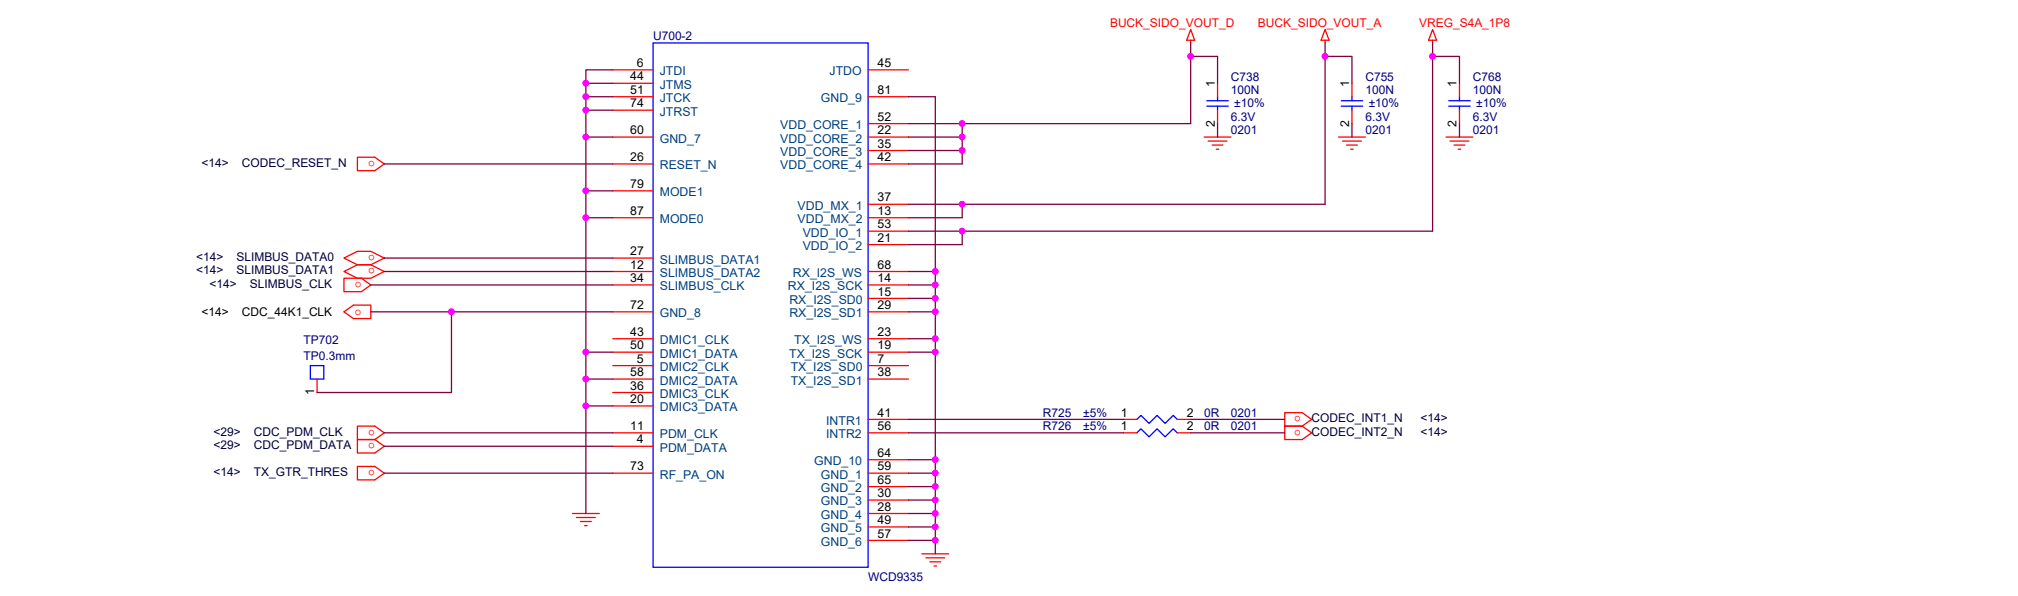 BUCK_SIDO_VOUT_D BUCK_SIDO_VOUT_A VREG_S4A_1P8
U700-2
6 JTDI
44 JTMS
51 JTCK
74 JTRST
60 GND_7
<14> CODEC_RESET_N 26 RESET_N
79 MODE1
87 MODE0
<14> SLIMBUS_DATA0 27 SLIMBUS_DATA1
<14> SLIMBUS_DATA1 12 SLIMBUS_DATA2
<14> SLIMBUS_CLK 34 SLIMBUS_CLK
<14> CDC_44K1_CLK 72 GND_8
TP702
TP0.3mm
1
43 DMIC1_CLK
50 DMIC1_DATA
5 DMIC2_CLK
58 DMIC2_DATA
36 DMIC3_CLK
20 DMIC3_DATA
<29> CDC_PDM_CLK 11 PDM_CLK
<29> CDC_PDM_DATA 4 PDM_DATA
<14> TX_GTR_THRES 73 RF_PA_ON
JTDO 45
GND_9 81
VDD_CORE_1 52
VDD_CORE_2 22
VDD_CORE_3 35
VDD_CORE_4 42
VDD_MX_1 37
VDD_MX_2 13
VDD_IO_1 53
VDD_IO_2 21
RX_I2S_WS 68
RX_I2S_SCK 14
RX_I2S_SD0 15
RX_I2S_SD1 29
TX_I2S_WS 23
TX_I2S_SCK 19
TX_I2S_SD0 7
TX_I2S_SD1 38
INTR1 41 R725 ±5% 1 2 0R 0201 CODEC_INT1_N <14>
INTR2 56 R726 ±5% 1 2 0R 0201 CODEC_INT2_N <14>
GND_10 64
GND_1 59
GND_2 65
GND_3 30
GND_4 28
GND_5 49
GND_6 57
WCD9335
1 2
C738
100N
±10%
6.3V
0201
1 2
C755
100N
±10%
6.3V
0201
1 2
C768
100N
±10%
6.3V
0201